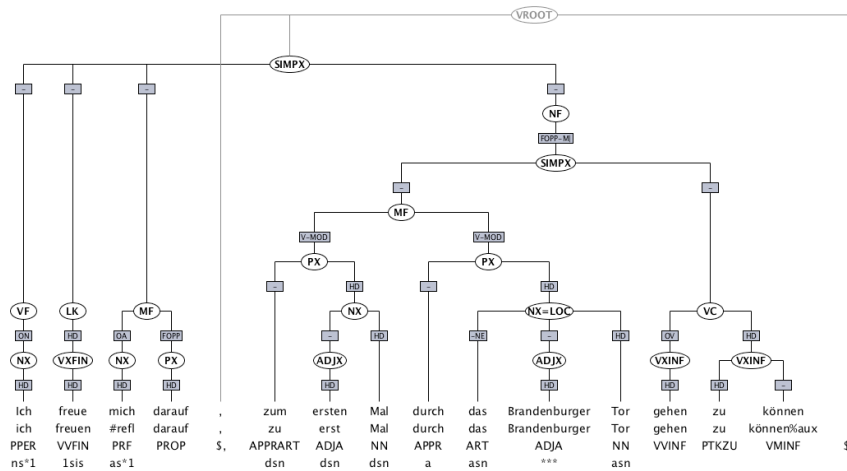 VROOT
SIMPX
– – – –
NF
FOPP-MI
SIMPX
– –
MF
V-MOD V-MOD
PX PX
– HD – HD
VF LK MF NX NX=LOC VC
ON HD OA FOPP – HD -NE – HD OV HD
NX VXFIN NX PX ADJX ADJX VXINF VXINF
HD HD HD HD HD HD HD HD –
Ich freue mich darauf , zum ersten Mal durch das Brandenburger Tor gehen zu können
ich freuen #refl darauf , zu erst Mal durch das Brandenburger Tor gehen zu können%aux
PPER VVFIN PRF PROP $, APPRART ADJA NN APPR ART ADJA NN VVINF PTKZU VMINF
ns*1 1sis as*1 dsn dsn dsn a asn *** asn